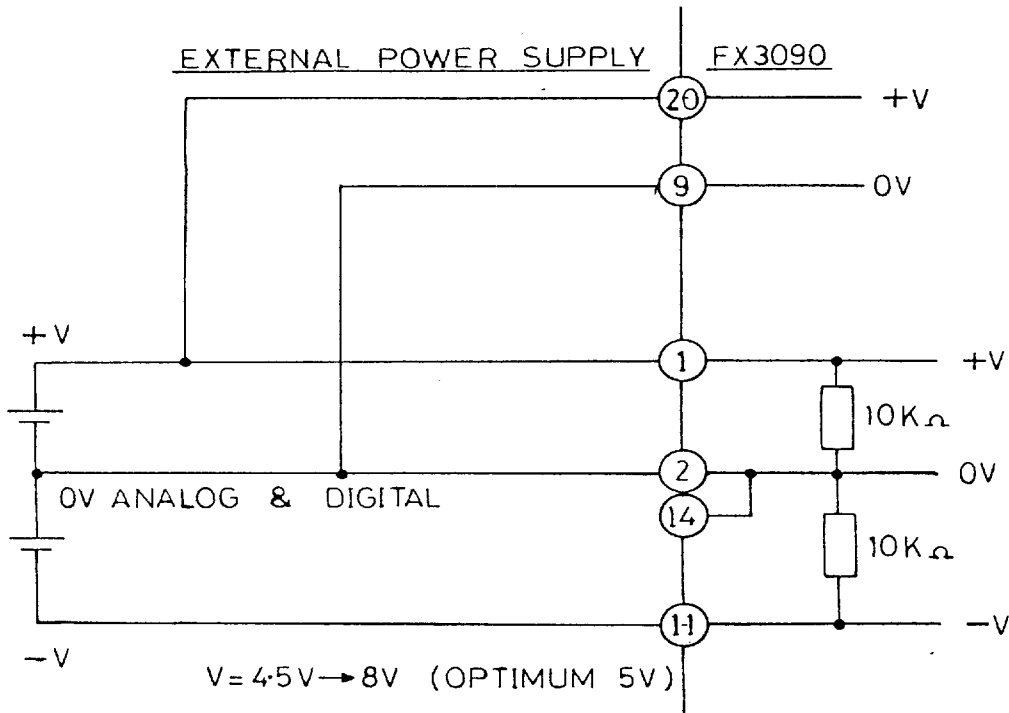 EXTERNAL POWER SUPPLY FX3090
20 +V
9 0V
+V
1 +V
10KΩ
2 0V
0V ANALOG & DIGITAL
14
10KΩ
11 -V
-V
V=4·5V→8V (OPTIMUM 5V)